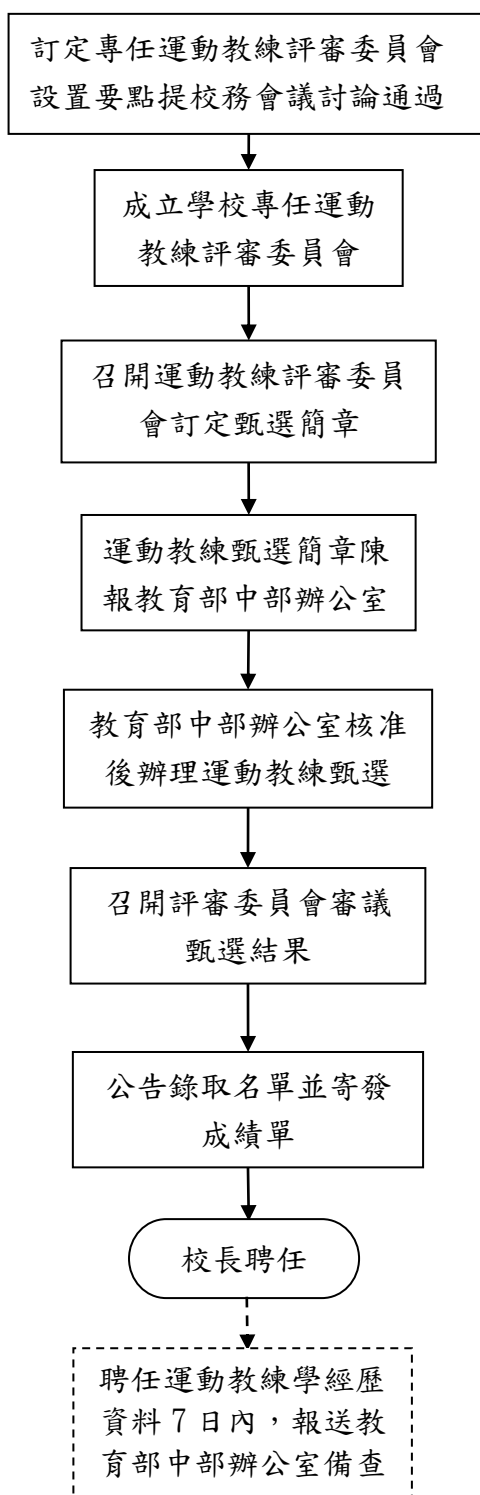 訂定專任運動教練評審委員會
設置要點提校務會議討論通過
成立學校專任運動
教練評審委員會
召開運動教練評審委員
會訂定甄選簡章
運動教練甄選簡章陳
報教育部中部辦公室
教育部中部辦公室核准
後辦理運動教練甄選
召開評審委員會審議
甄選結果
公告錄取名單並寄發
成績單
校長聘任
聘任運動教練學經歷
資料7日內，報送教
育部中部辦公室備查